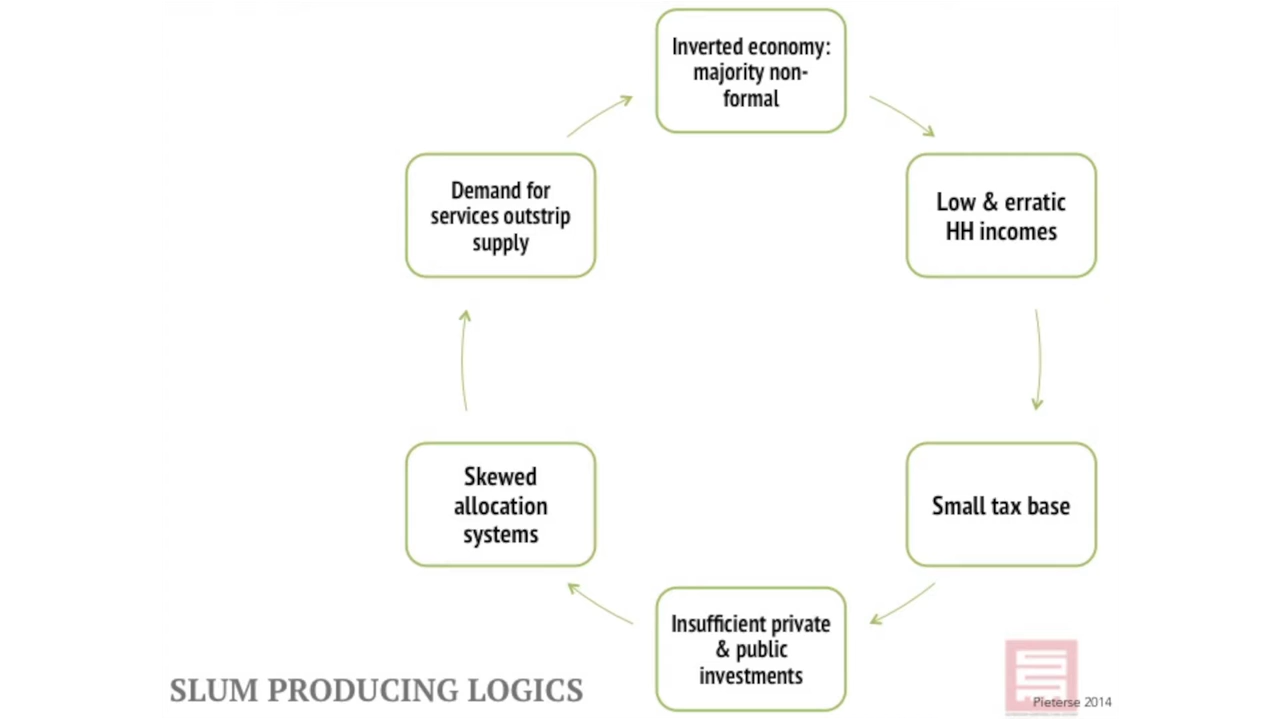 Inverted economy:
majority non-
formal
Low & erratic
HH incomes
Small tax base
Insufficient private
& public
investments
Skewed
allocation
systems
Demand for
services outstrip
supply
SLUM PRODUCING LOGICS
Pieterse 2014